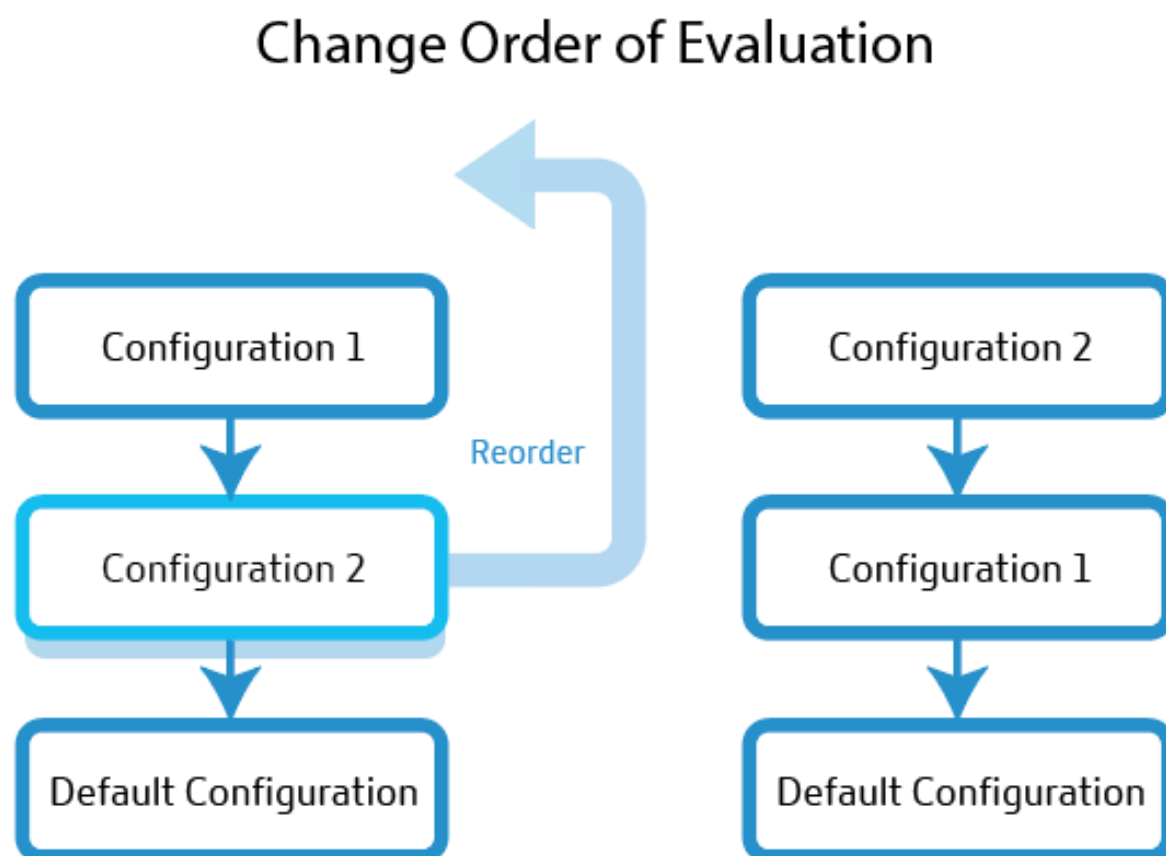 Change Order of Evaluation
Configuration 1
Reorder
Configuration 2
Default Configuration
Configuration 2
Configuration 1
Default Configuration